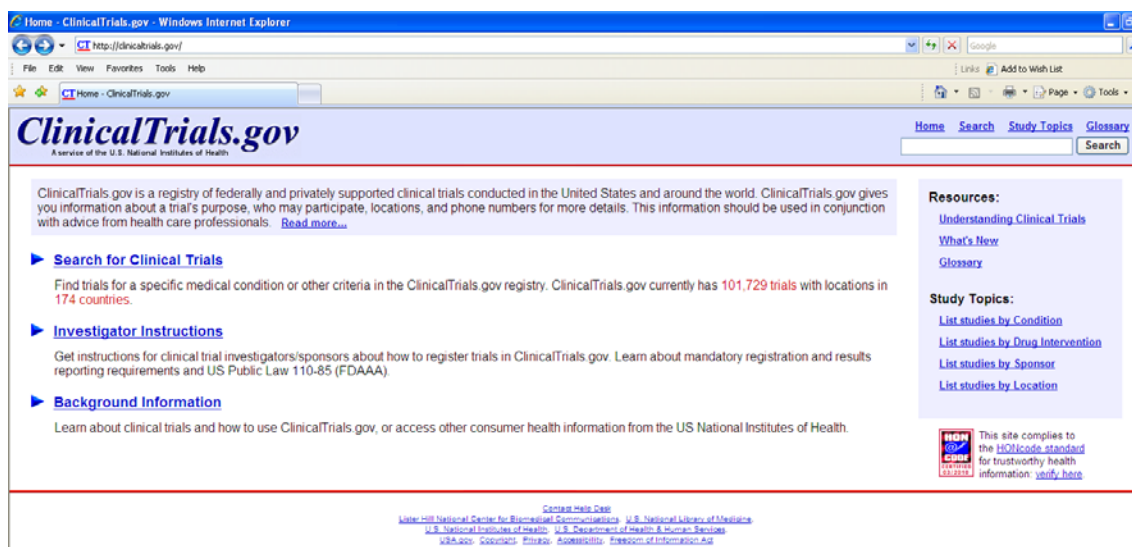 Home - ClinicalTrials.gov - Windows Internet Explorer
CT http://clinicaltrials.gov/
Google
File Edit View Favorites Tools Help
Links Add to Wish List
CT Home - ClinicalTrials.gov
Page Tools
ClinicalTrials.gov
A service of the U.S. National Institutes of Health
Home Search Study Topics Glossary
Search
ClinicalTrials.gov is a registry of federally and privately supported clinical trials conducted in the United States and around the world. ClinicalTrials.gov gives
you information about a trial's purpose, who may participate, locations, and phone numbers for more details. This information should be used in conjunction
with advice from health care professionals. Read more...
Search for Clinical Trials
Find trials for a specific medical condition or other criteria in the ClinicalTrials.gov registry. ClinicalTrials.gov currently has 101,729 trials with locations in
174 countries.
Investigator Instructions
Get instructions for clinical trial investigators/sponsors about how to register trials in ClinicalTrials.gov. Learn about mandatory registration and results
reporting requirements and US Public Law 110-85 (FDAAA).
Background Information
Learn about clinical trials and how to use ClinicalTrials.gov, or access other consumer health information from the US National Institutes of Health.
Resources:
Understanding Clinical Trials
What's New
Glossary
Study Topics:
List studies by Condition
List studies by Drug Intervention
List studies by Sponsor
List studies by Location
HON
@
CODE
CERTIFIED
03/2010
This site complies to
the HONcode standard
for trustworthy health
information: verify here.
Contact Help Desk
Lister Hill National Center for Biomedical Communications, U.S. National Library of Medicine,
U.S. National Institutes of Health, U.S. Department of Health & Human Services,
USA.gov, Copyright, Privacy, Accessibility, Freedom of Information Act